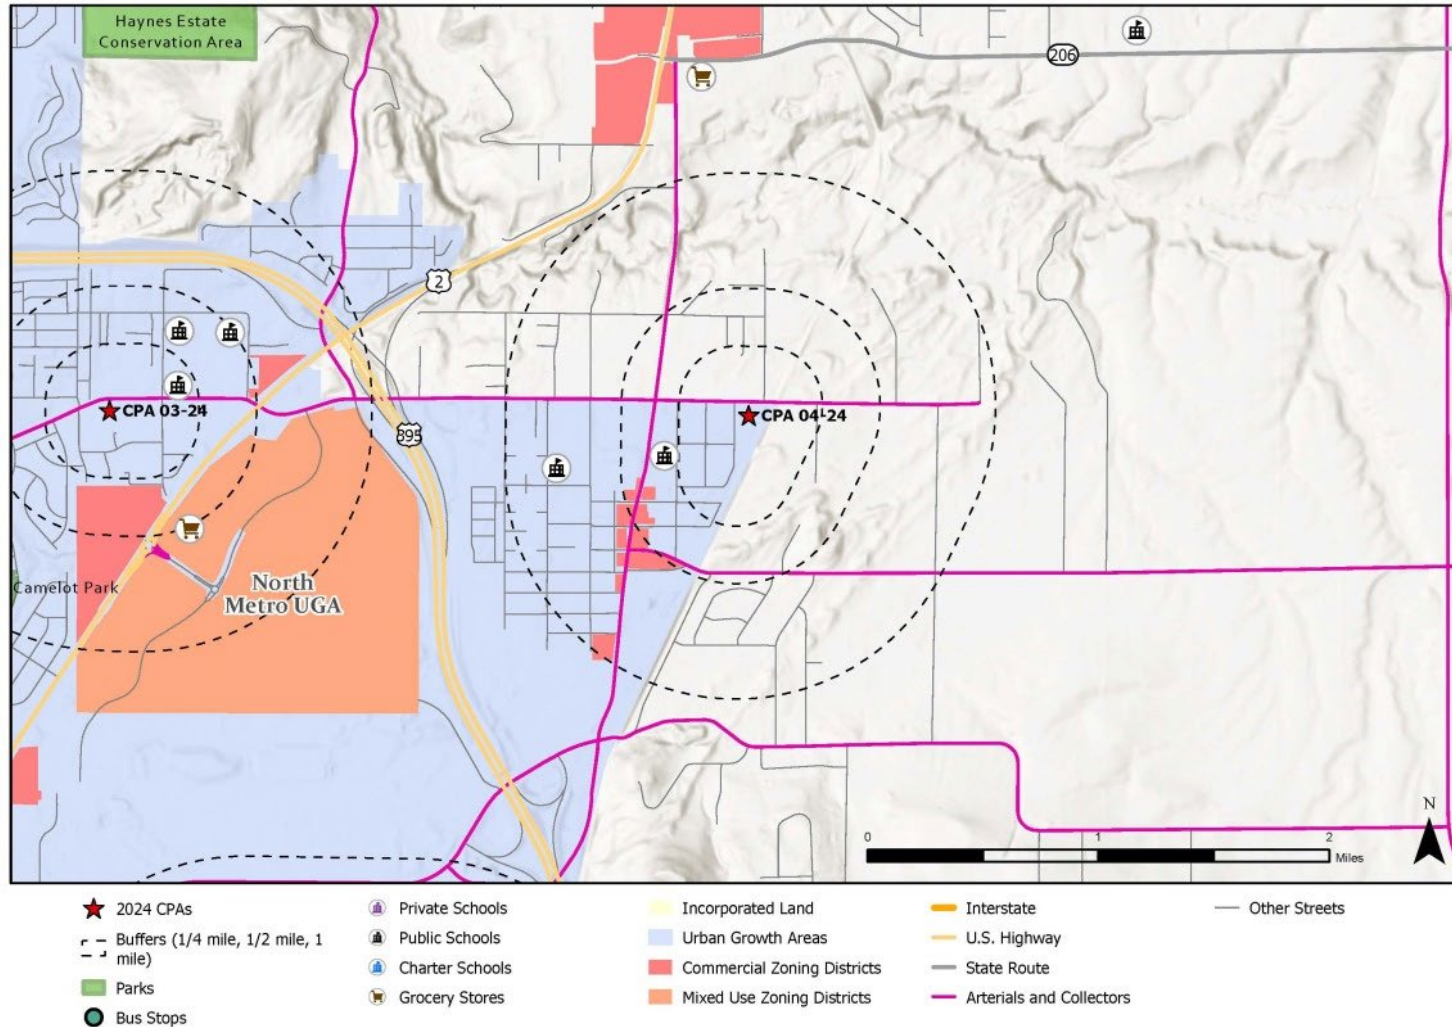 Haynes Estate
Conservation Area
206
2
CPA 03-24
CPA 04-24
395
Camelot Park
North
Metro UGA
N
0
1
2
Miles
2024 CPAs
Buffers (1/4 mile, 1/2 mile, 1
mile)
Parks
Bus Stops
Private Schools
Public Schools
Charter Schools
Grocery Stores
Incorporated Land
Urban Growth Areas
Commercial Zoning Districts
Mixed Use Zoning Districts
Interstate
U.S. Highway
State Route
Arterials and Collectors
Other Streets